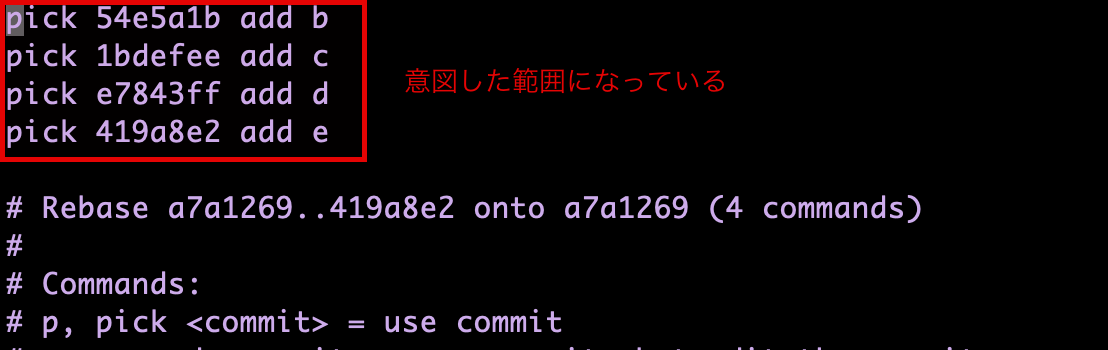 pick 54e5a1b add b
pick 1bdefee add c
意図した範囲になっている
pick e7843ff add d
pick 419a8e2 add e
# Rebase a7a1269..419a8e2 onto a7a1269 (4 commands)
#
# Commands:
# p, pick <commit> = use commit